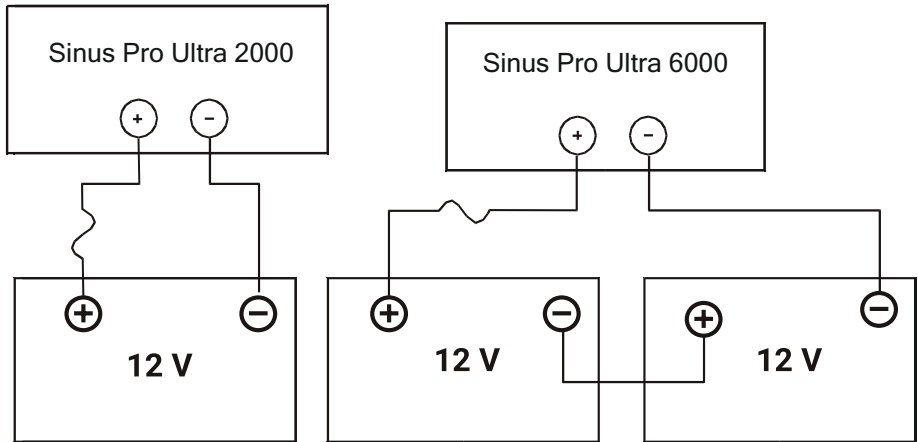 Sinus Pro Ultra 2000
+ -
+ -
12 V
Sinus Pro Ultra 6000
+ -
+ - + -
12 V 12 V